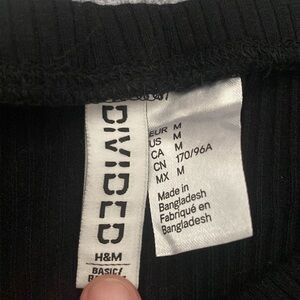 DIVIDED
H&M
BASIC/
EUR M
US M
CA M
CN 170/96A
MX M
Made in
Bangladesh
Fabriqué en
Bangladesh